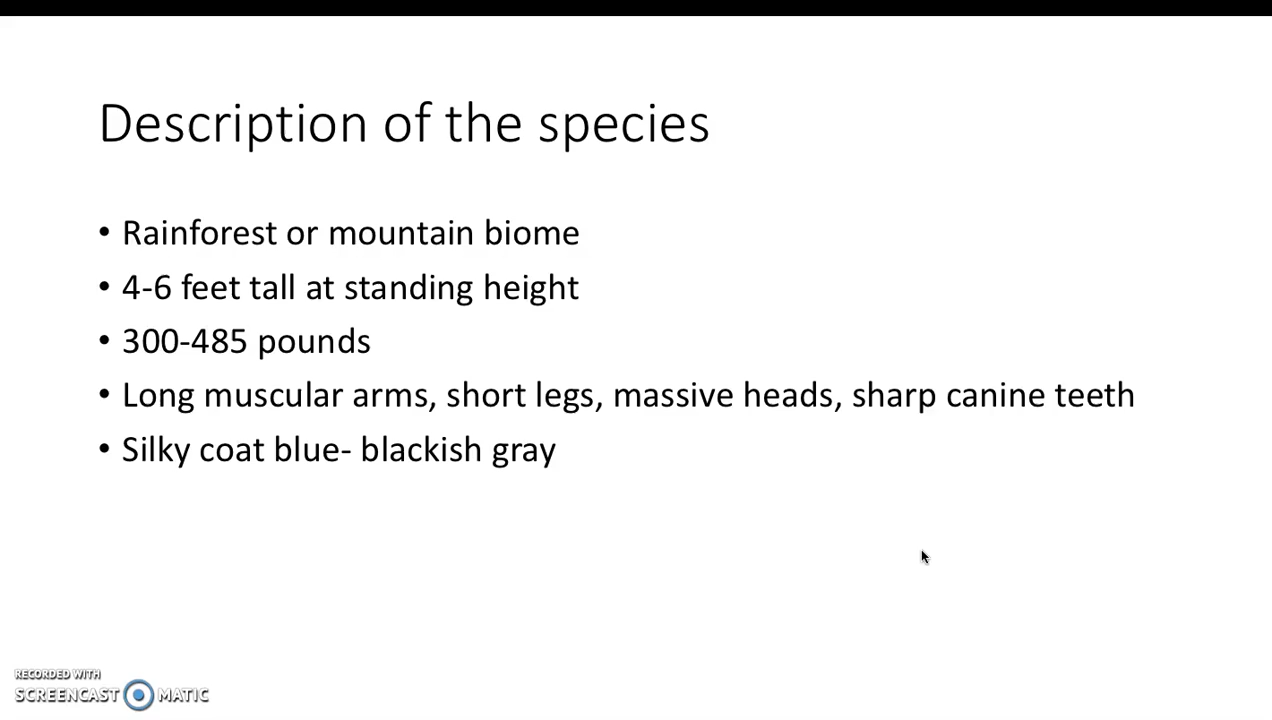 Description of the species
• Rainforest or mountain biome
• 4-6 feet tall at standing height
• 300-485 pounds
• Long muscular arms, short legs, massive heads, sharp canine teeth
• Silky coat blue- blackish gray
RECORDED WITH
SCREENCAST MATIC